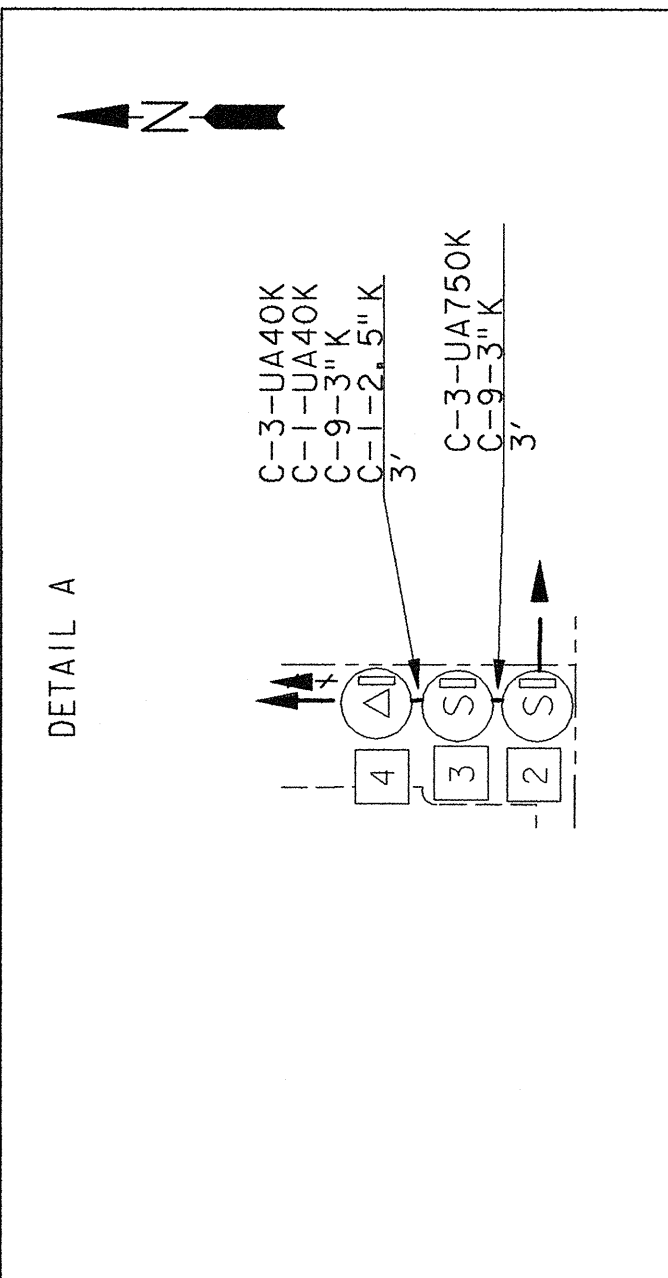 DETAIL A
N
C-3-UA40K
C-1-UA40K
C-9-3"K
C-1-2.5"K
3'
C-3-UA750K
C-9-3"K
3'
4
3
S
2
S